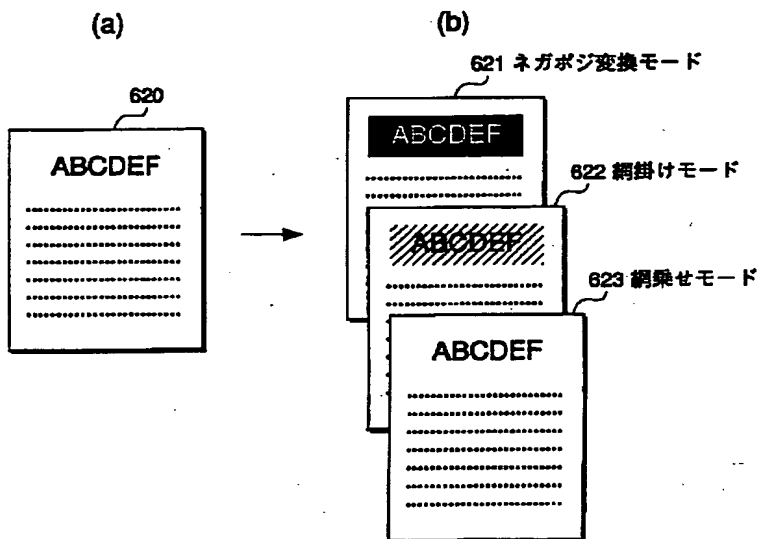 (a)
(b)
621 ネガポジ変換モード
620
ABCDEF
ABCDEF
622 網掛けモード
ABCDEF
623 網乗せモード
ABCDEF